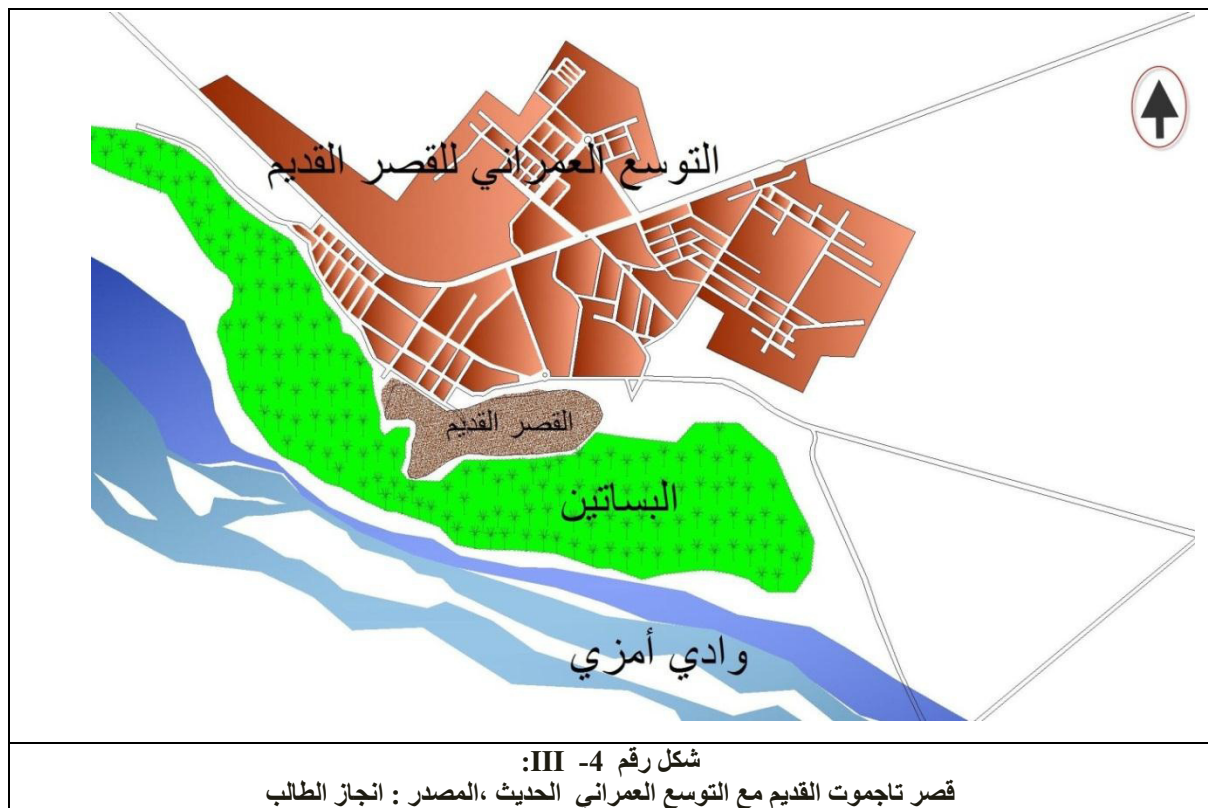 التوسع العمراني للقصر القديم
القصر القديم
البساتين
وادي أمزي
شكل رقم 4- III:
قصر تاجموت القديم مع التوسع العمراني الحديث ،المصدر : انجاز الطالب